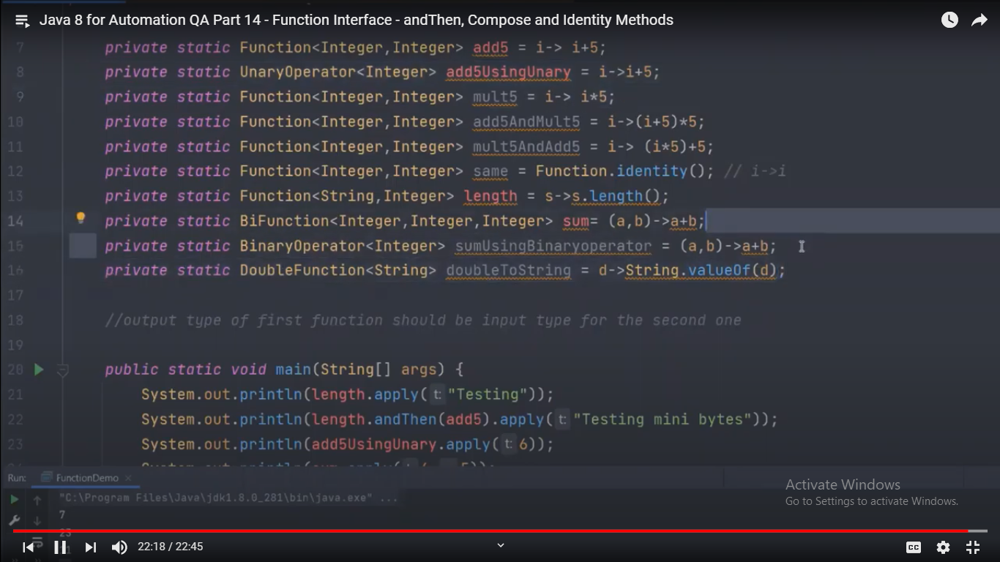 Java 8 for Automation QA Part 14 - Function Interface - andThen, Compose and Identity Methods
7 private static Function<Integer,Integer> add5 = i-> i+5;
8 private static UnaryOperator<Integer> add5UsingUnary = i->i+5;
9 private static Function<Integer,Integer> mult5 = i-> i*5;
10 private static Function<Integer,Integer> add5AndMult5 = i->(i+5)*5;
11 private static Function<Integer,Integer> mult5AndAdd5 = i-> (i*5)+5;
12 private static Function<Integer,Integer> same = Function.identity(); // i->i
13 private static Function<String,Integer> length = s->s.length();
14 private static BiFunction<Integer,Integer,Integer> sum= (a,b)->a+b;
15 private static BinaryOperator<Integer> sumUsingBinaryoperator = (a,b)->a+b;
16 private static DoubleFunction<String> doubleToString = d->String.valueOf(d);
17
18 //output type of first function should be input type for the second one
19
20 public static void main(String[] args) {
21 System.out.println(length.apply( t: "Testing"));
22 System.out.println(length.andThen(add5).apply( t: "Testing mini bytes"));
23 System.out.println(add5UsingUnary.apply( t: 6));
Run: FunctionDemo ×
"C:\Program Files\Java\jdk1.8.0_281\bin\java.exe" ...
7
Activate Windows
Go to Settings to activate Windows.
22:18 / 22:45
CC